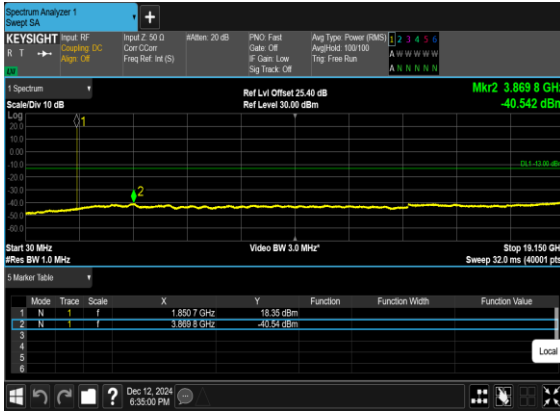 Spectrum Analyzer 1
Swept SA
+
KEYSIGHT Input: RF Input Z: 50 Ω #Atten: 20 dB PNO: Fast Avg Type: Power (RMS) 1 2 3 4 5 6
R T Coupling: DC Corr CCorr Gate: Off Avg|Hold: 100/100 A W W W W W
Align: Off Freq Ref: Int (S) IF Gain: Low Trig: Free Run
Sig Track: Off A N N N N N
1 Spectrum Ref Lvl Offset 25.40 dB Mkr2 3.869 8 GHz
Scale/Div 10 dB Ref Level 30.00 dBm -40.542 dBm
Log
20.0
0.00
-10.0
-20.0
-30.0
-40.0
-50.0
-60.0
1
2
DL1 -13.00 dBm
Start 30 MHz Video BW 3.0 MHz* Stop 19.150 GHz
#Res BW 1.0 MHz Sweep 32.0 ms (40001 pts)
5 Marker Table
Mode Trace Scale X Y Function Function Width Function Value
1 N 1 f 1.850 7 GHz 18.35 dBm
2 N 1 f 3.869 8 GHz -40.54 dBm
3
4
5
6
Local
? Dec 12, 2024
6:35:00 PM